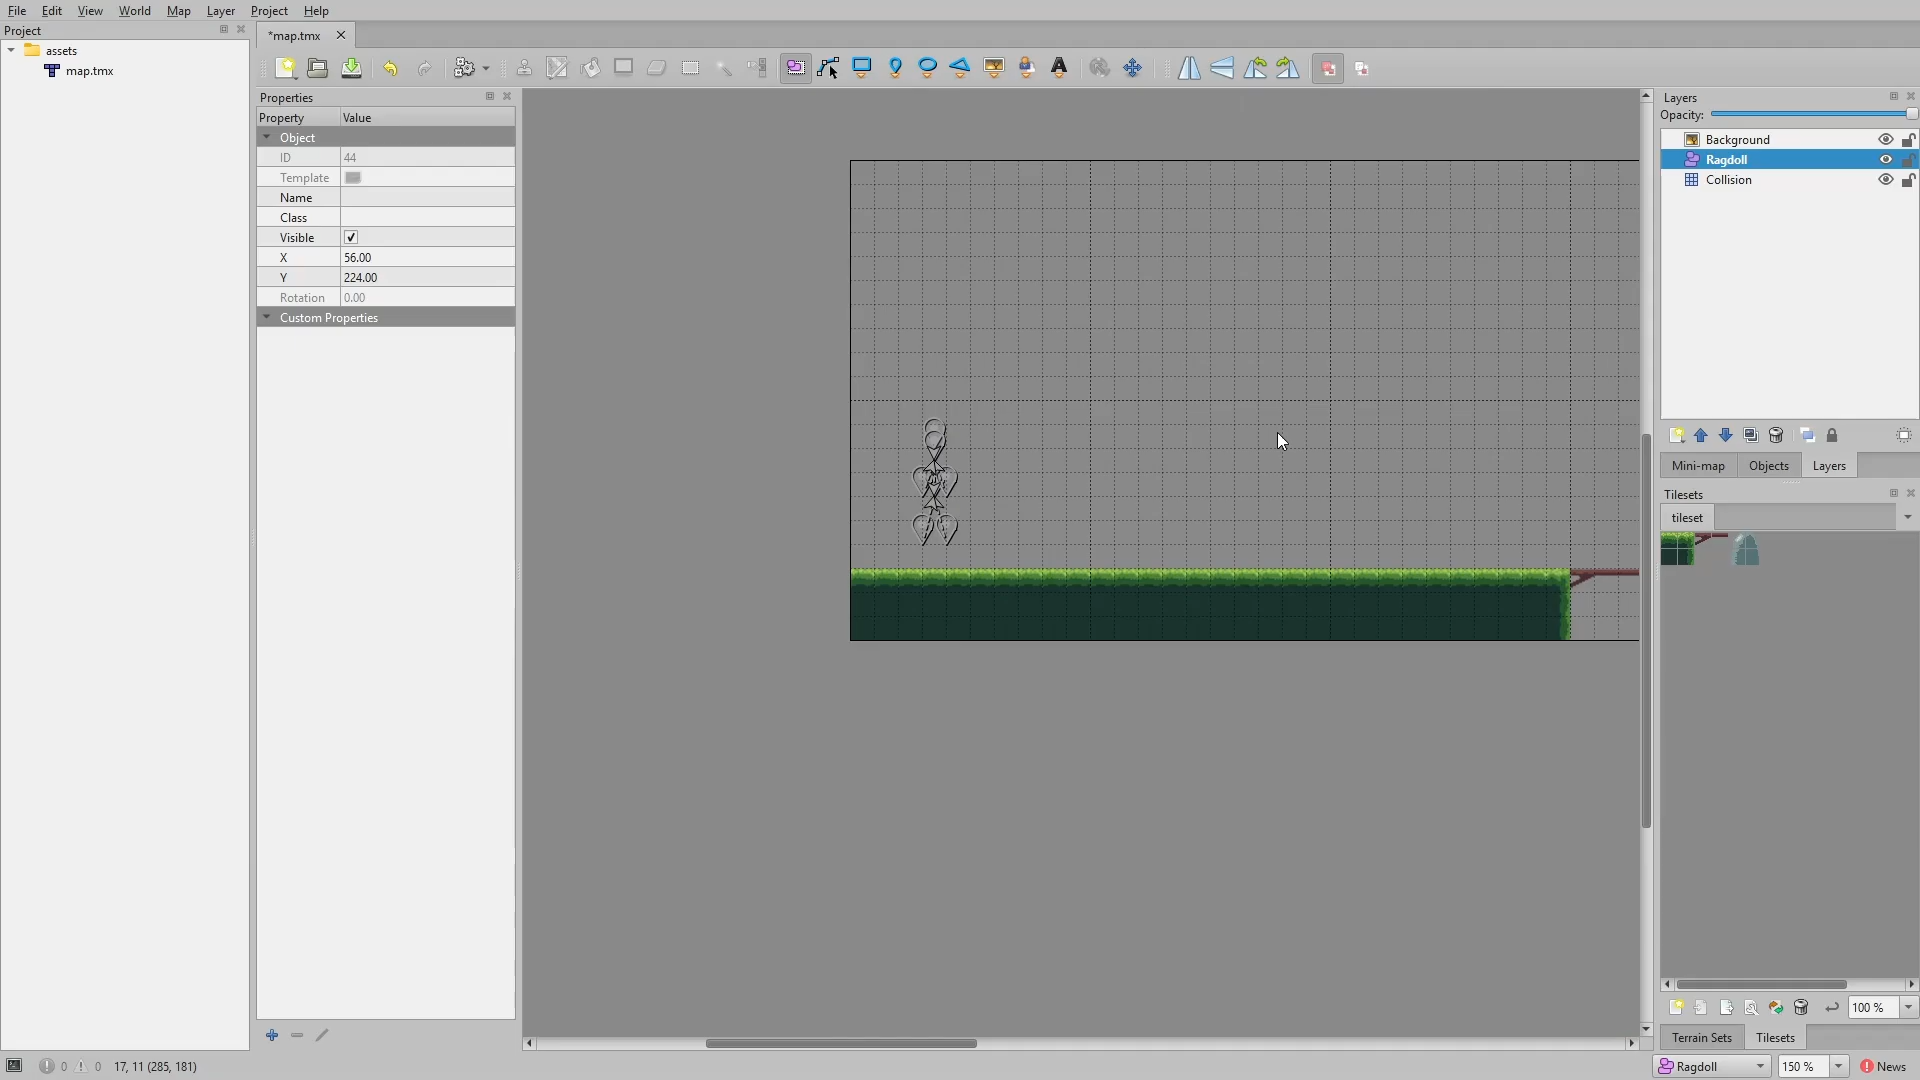 File Edit View World Map Layer Project Help
Project
assets
map.tmx
*map.tmx
Properties
Property Value
Object
ID 44
Template
Name
Class
Visible
X 56.00
Y 224.00
Rotation 0.00
Custom Properties
Layers
Opacity:
Background
Ragdoll
Collision
Mini-map Objects Layers
Tilesets
tileset
100 %
Terrain Sets Tilesets
0 0 17, 11 (285, 181)
Ragdoll 150 % News